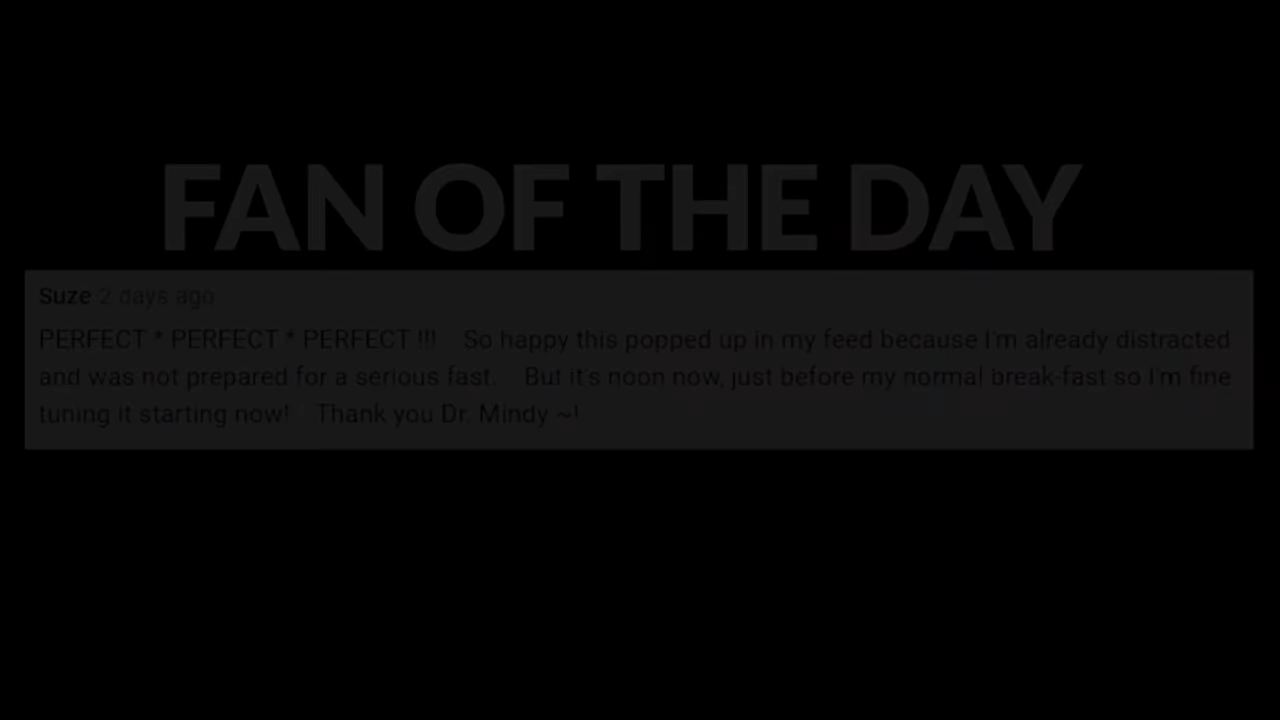 FAN OF THE DAY
Suze 2 days ago
PERFECT * PERFECT * PERFECT !!! So happy this popped up in my feed because I'm already distracted
and was not prepared for a serious fast. But it's noon now, just before my normal break-fast so I'm fine
tuning it starting now! Thank you Dr. Mindy ~!